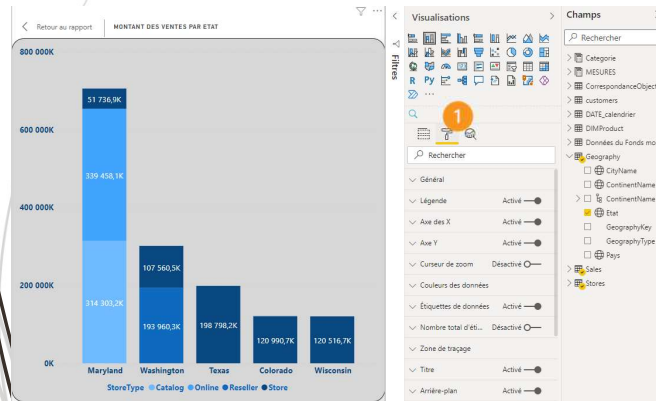 Retour au rapport
MONTANT DES VENTES PAR ETAT
800 000K
600 000K
400 000K
200 000K
0K
51 736,9K
339 458,1K
314 303,2K
107 560,5K
193 960,3K
198 798,2K
120 990,7K
120 516,7K
Maryland Washington Texas Colorado Wisconsin
StoreType Catalog Online Reseller Store
Filtres
Visualisations
R Py
1
Rechercher
Général
Légende Activé
Axe des X Activé
Axe Y Activé
Curseur de zoom Désactivé
Couleurs des données
Étiquettes de données Activé
Nombre total d'éti... Désactivé
Zone de traçage
Titre Activé
Arrière-plan Activé
Champs
Rechercher
Categorie
MESURES
CorrespondanceObject
customers
DATE_calendrier
DIMProduct
Données du Fonds mo
Geography
CityName
ContinentName
ContinentName
Etat
GeographyKey
GeographyType
Pays
Sales
Stores